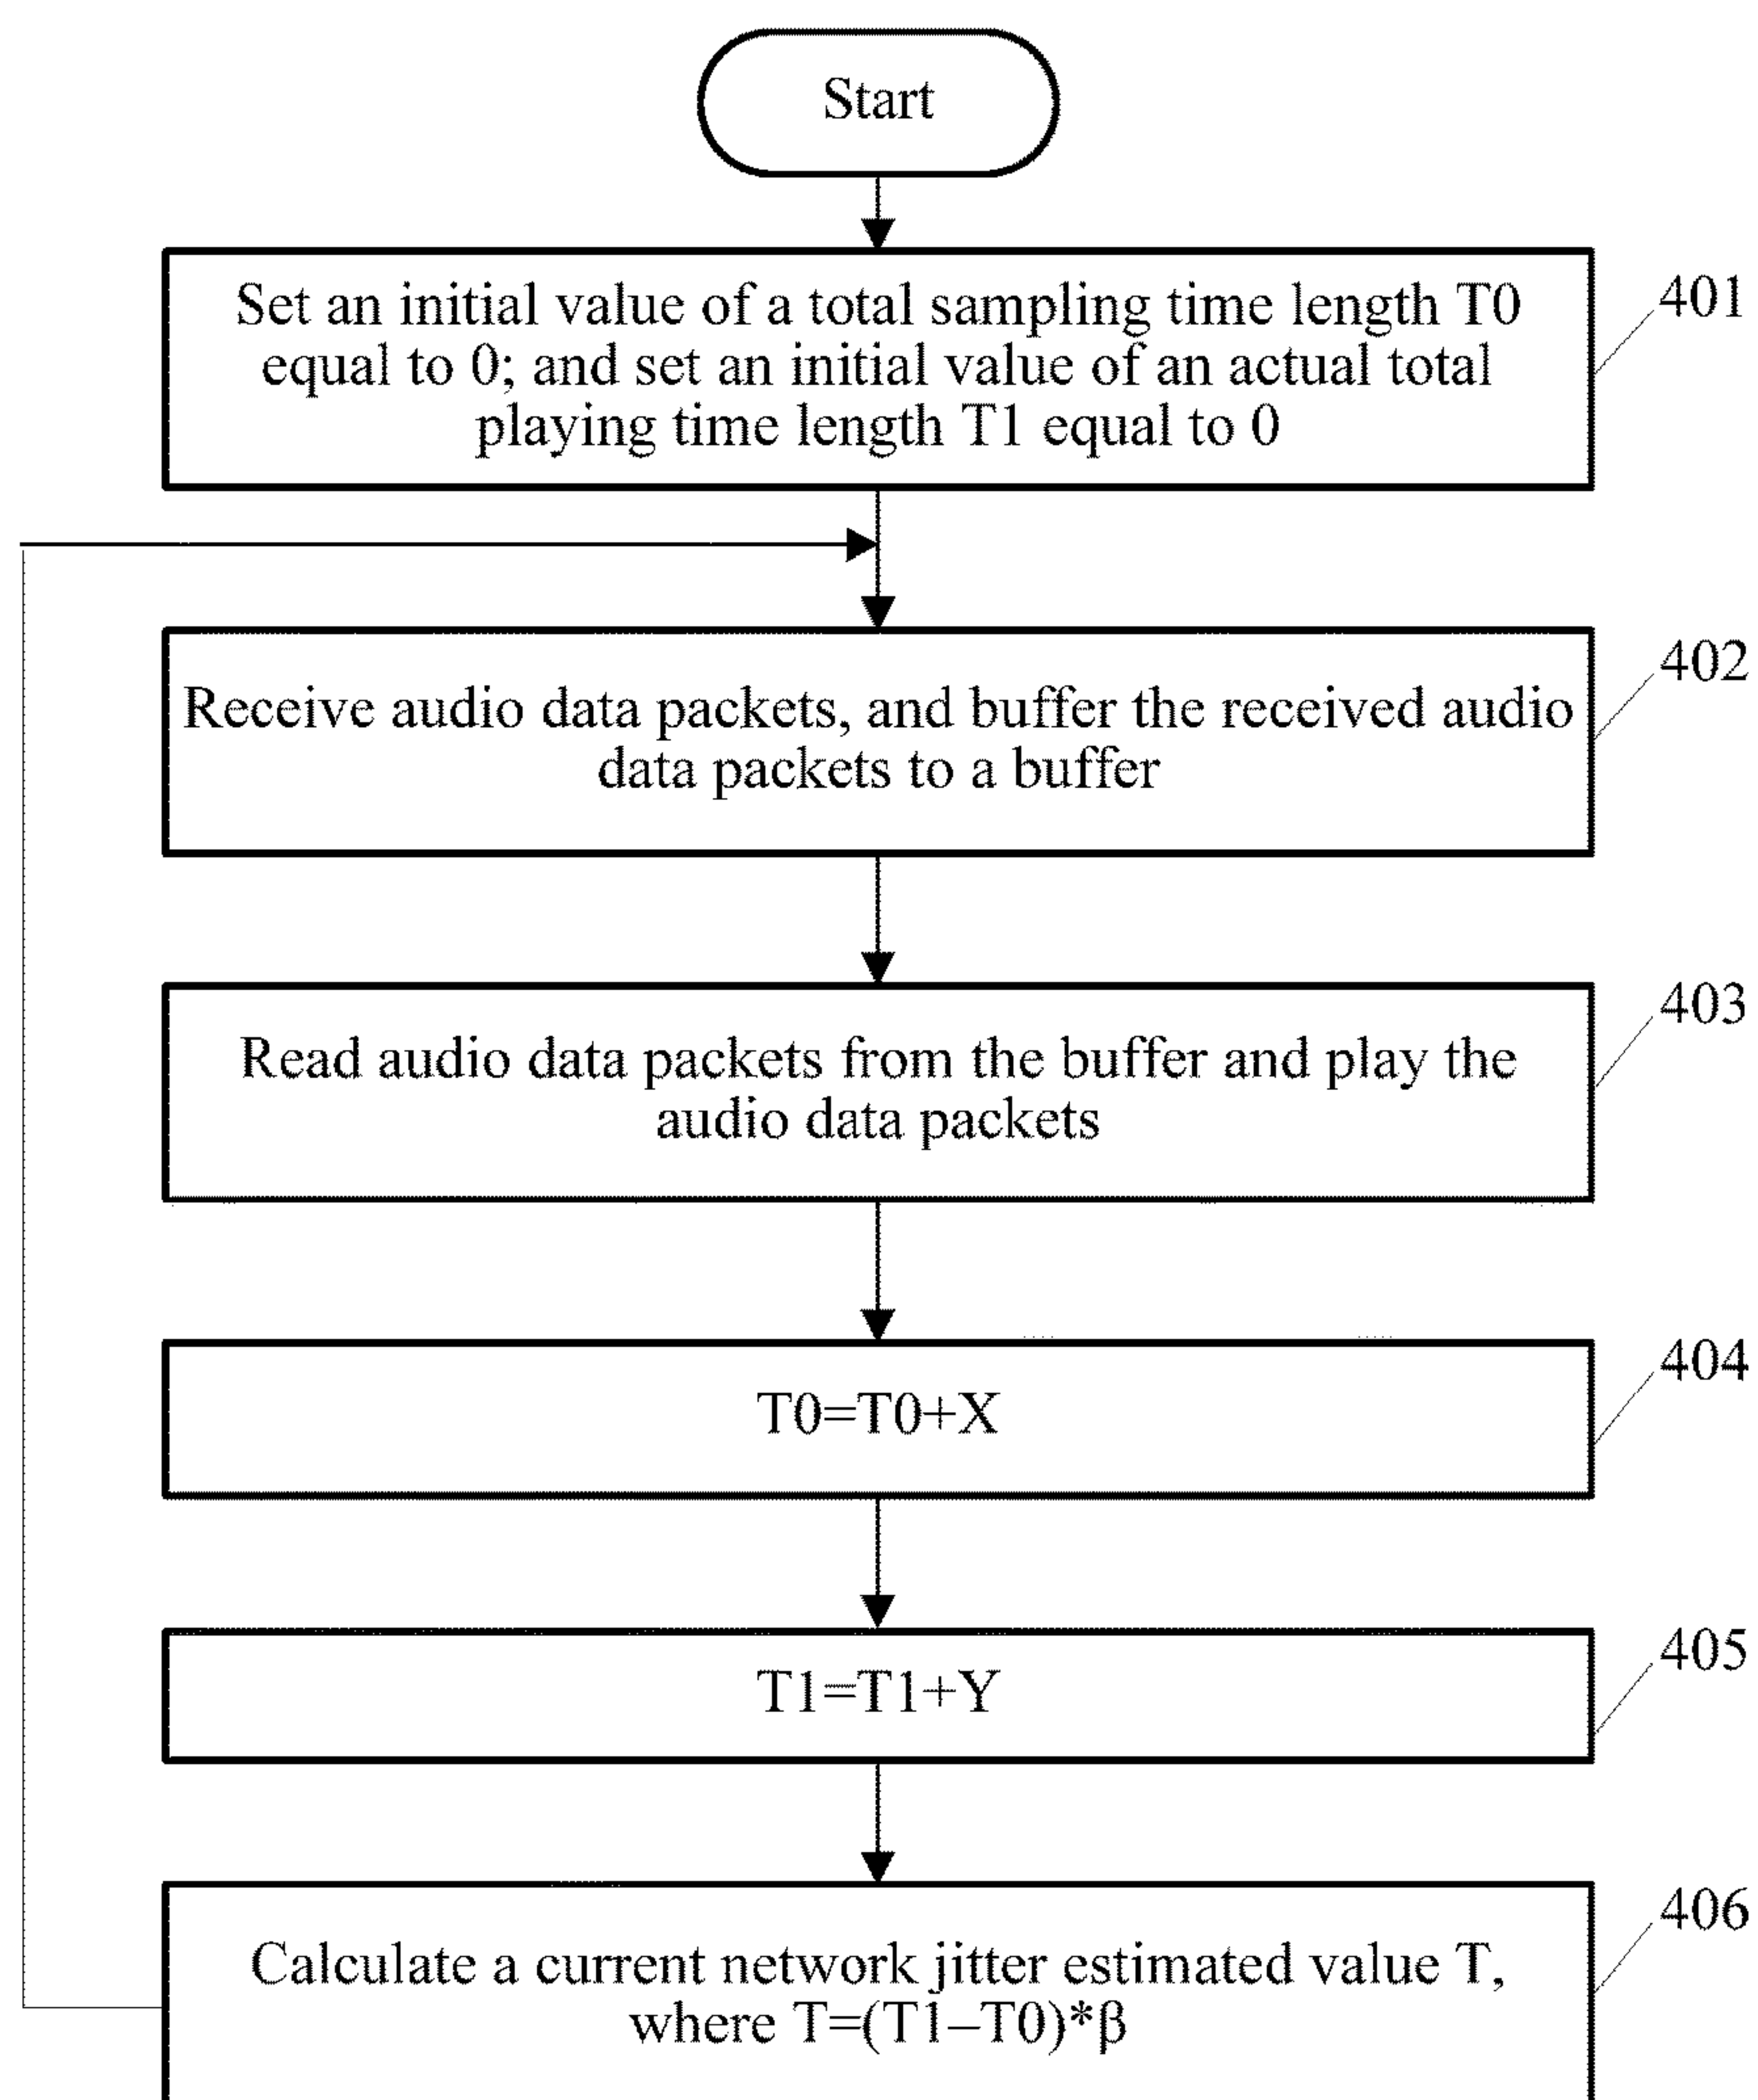 Start
Set an initial value of a total sampling time length T0
equal to 0; and set an initial value of an actual total
playing time length T1 equal to 0
401
Receive audio data packets, and buffer the received audio
data packets to a buffer
402
Read audio data packets from the buffer and play the
audio data packets
403
T0=T0+X
404
T1=T1+Y
405
Calculate a current network jitter estimated value T,
where T=(T1–T0)*β
406